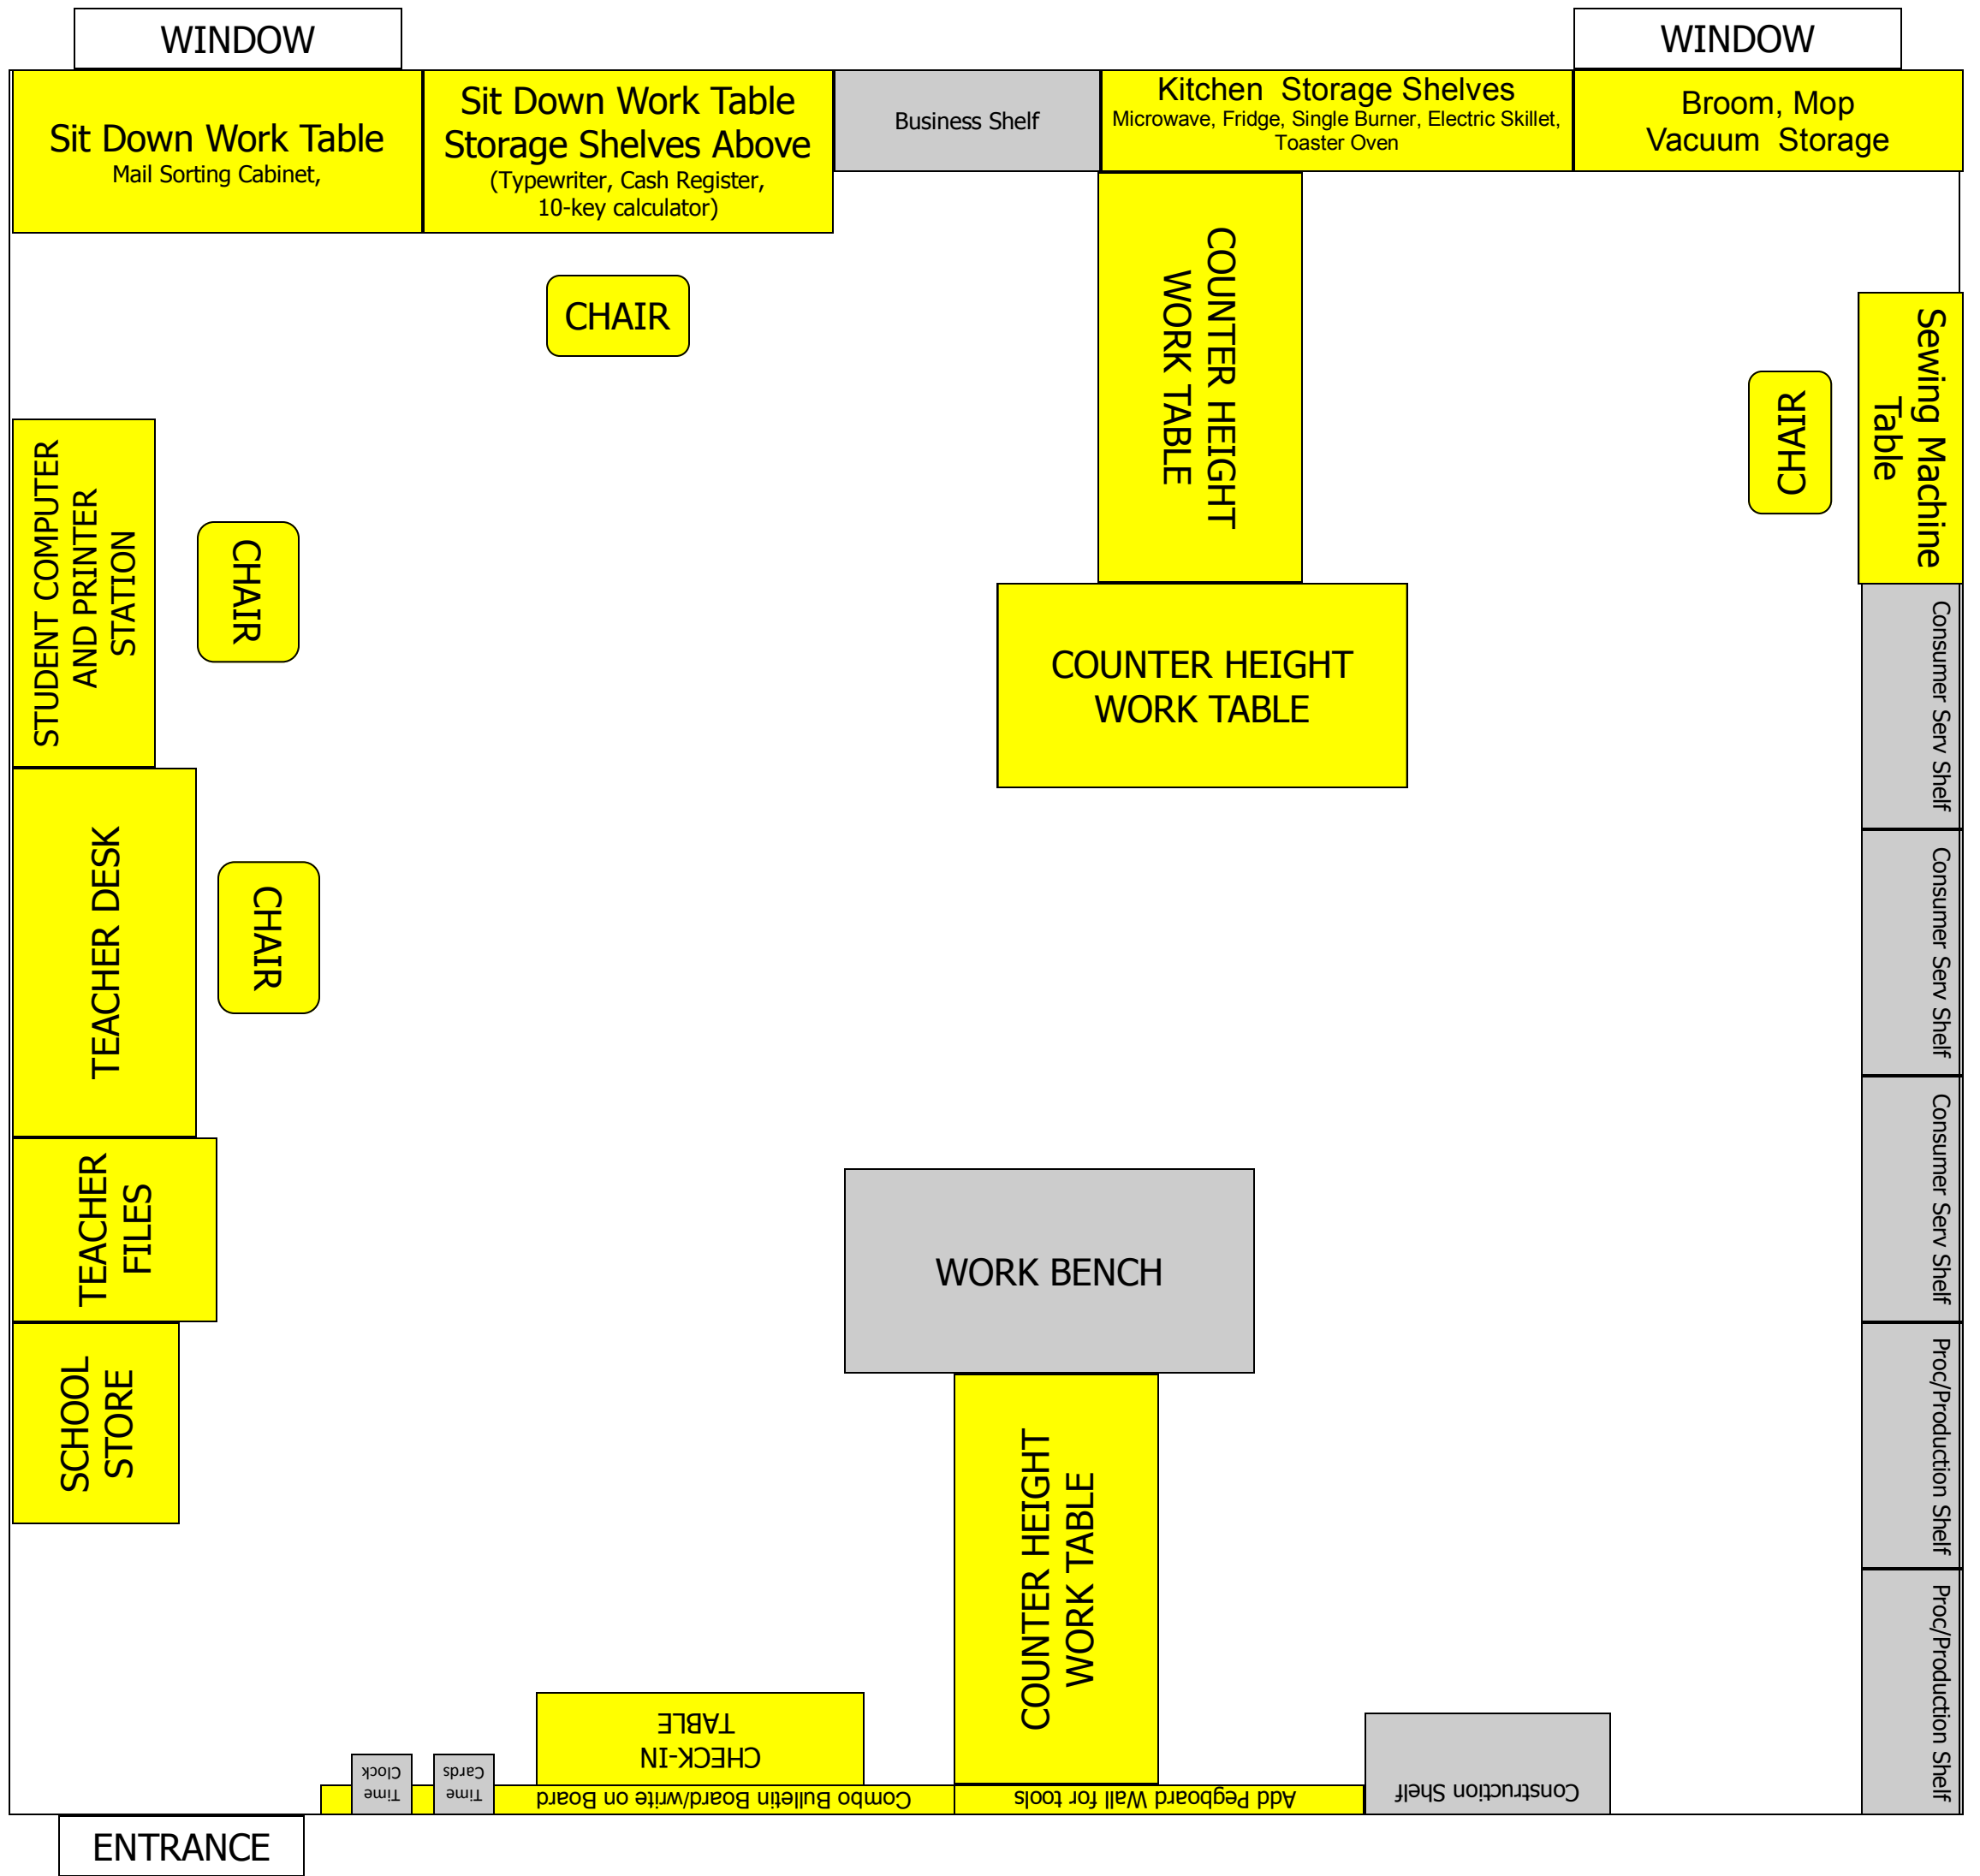 WINDOW
WINDOW
Sit Down Work Table
Mail Sorting Cabinet,
Sit Down Work Table
Storage Shelves Above
(Typewriter, Cash Register,
10-key calculator)
Business Shelf
Kitchen Storage Shelves
Microwave, Fridge, Single Burner, Electric Skillet,
Toaster Oven
Broom, Mop
Vacuum Storage
CHAIR
COUNTER HEIGHT
WORK TABLE
CHAIR
Sewing Machine
Table
STUDENT COMPUTER
AND PRINTER
STATION
CHAIR
COUNTER HEIGHT
WORK TABLE
Consumer Serv Shelf
TEACHER DESK
CHAIR
Consumer Serv Shelf
TEACHER
FILES
WORK BENCH
Consumer Serv Shelf
SCHOOL
STORE
COUNTER HEIGHT
WORK TABLE
Proc/Production Shelf
Proc/Production Shelf
Time
Clock
Time
Cards
CHECK-IN
TABLE
Combo Bulletin Board/write on Board
Add Pegboard Wall for tools
Construction Shelf
ENTRANCE